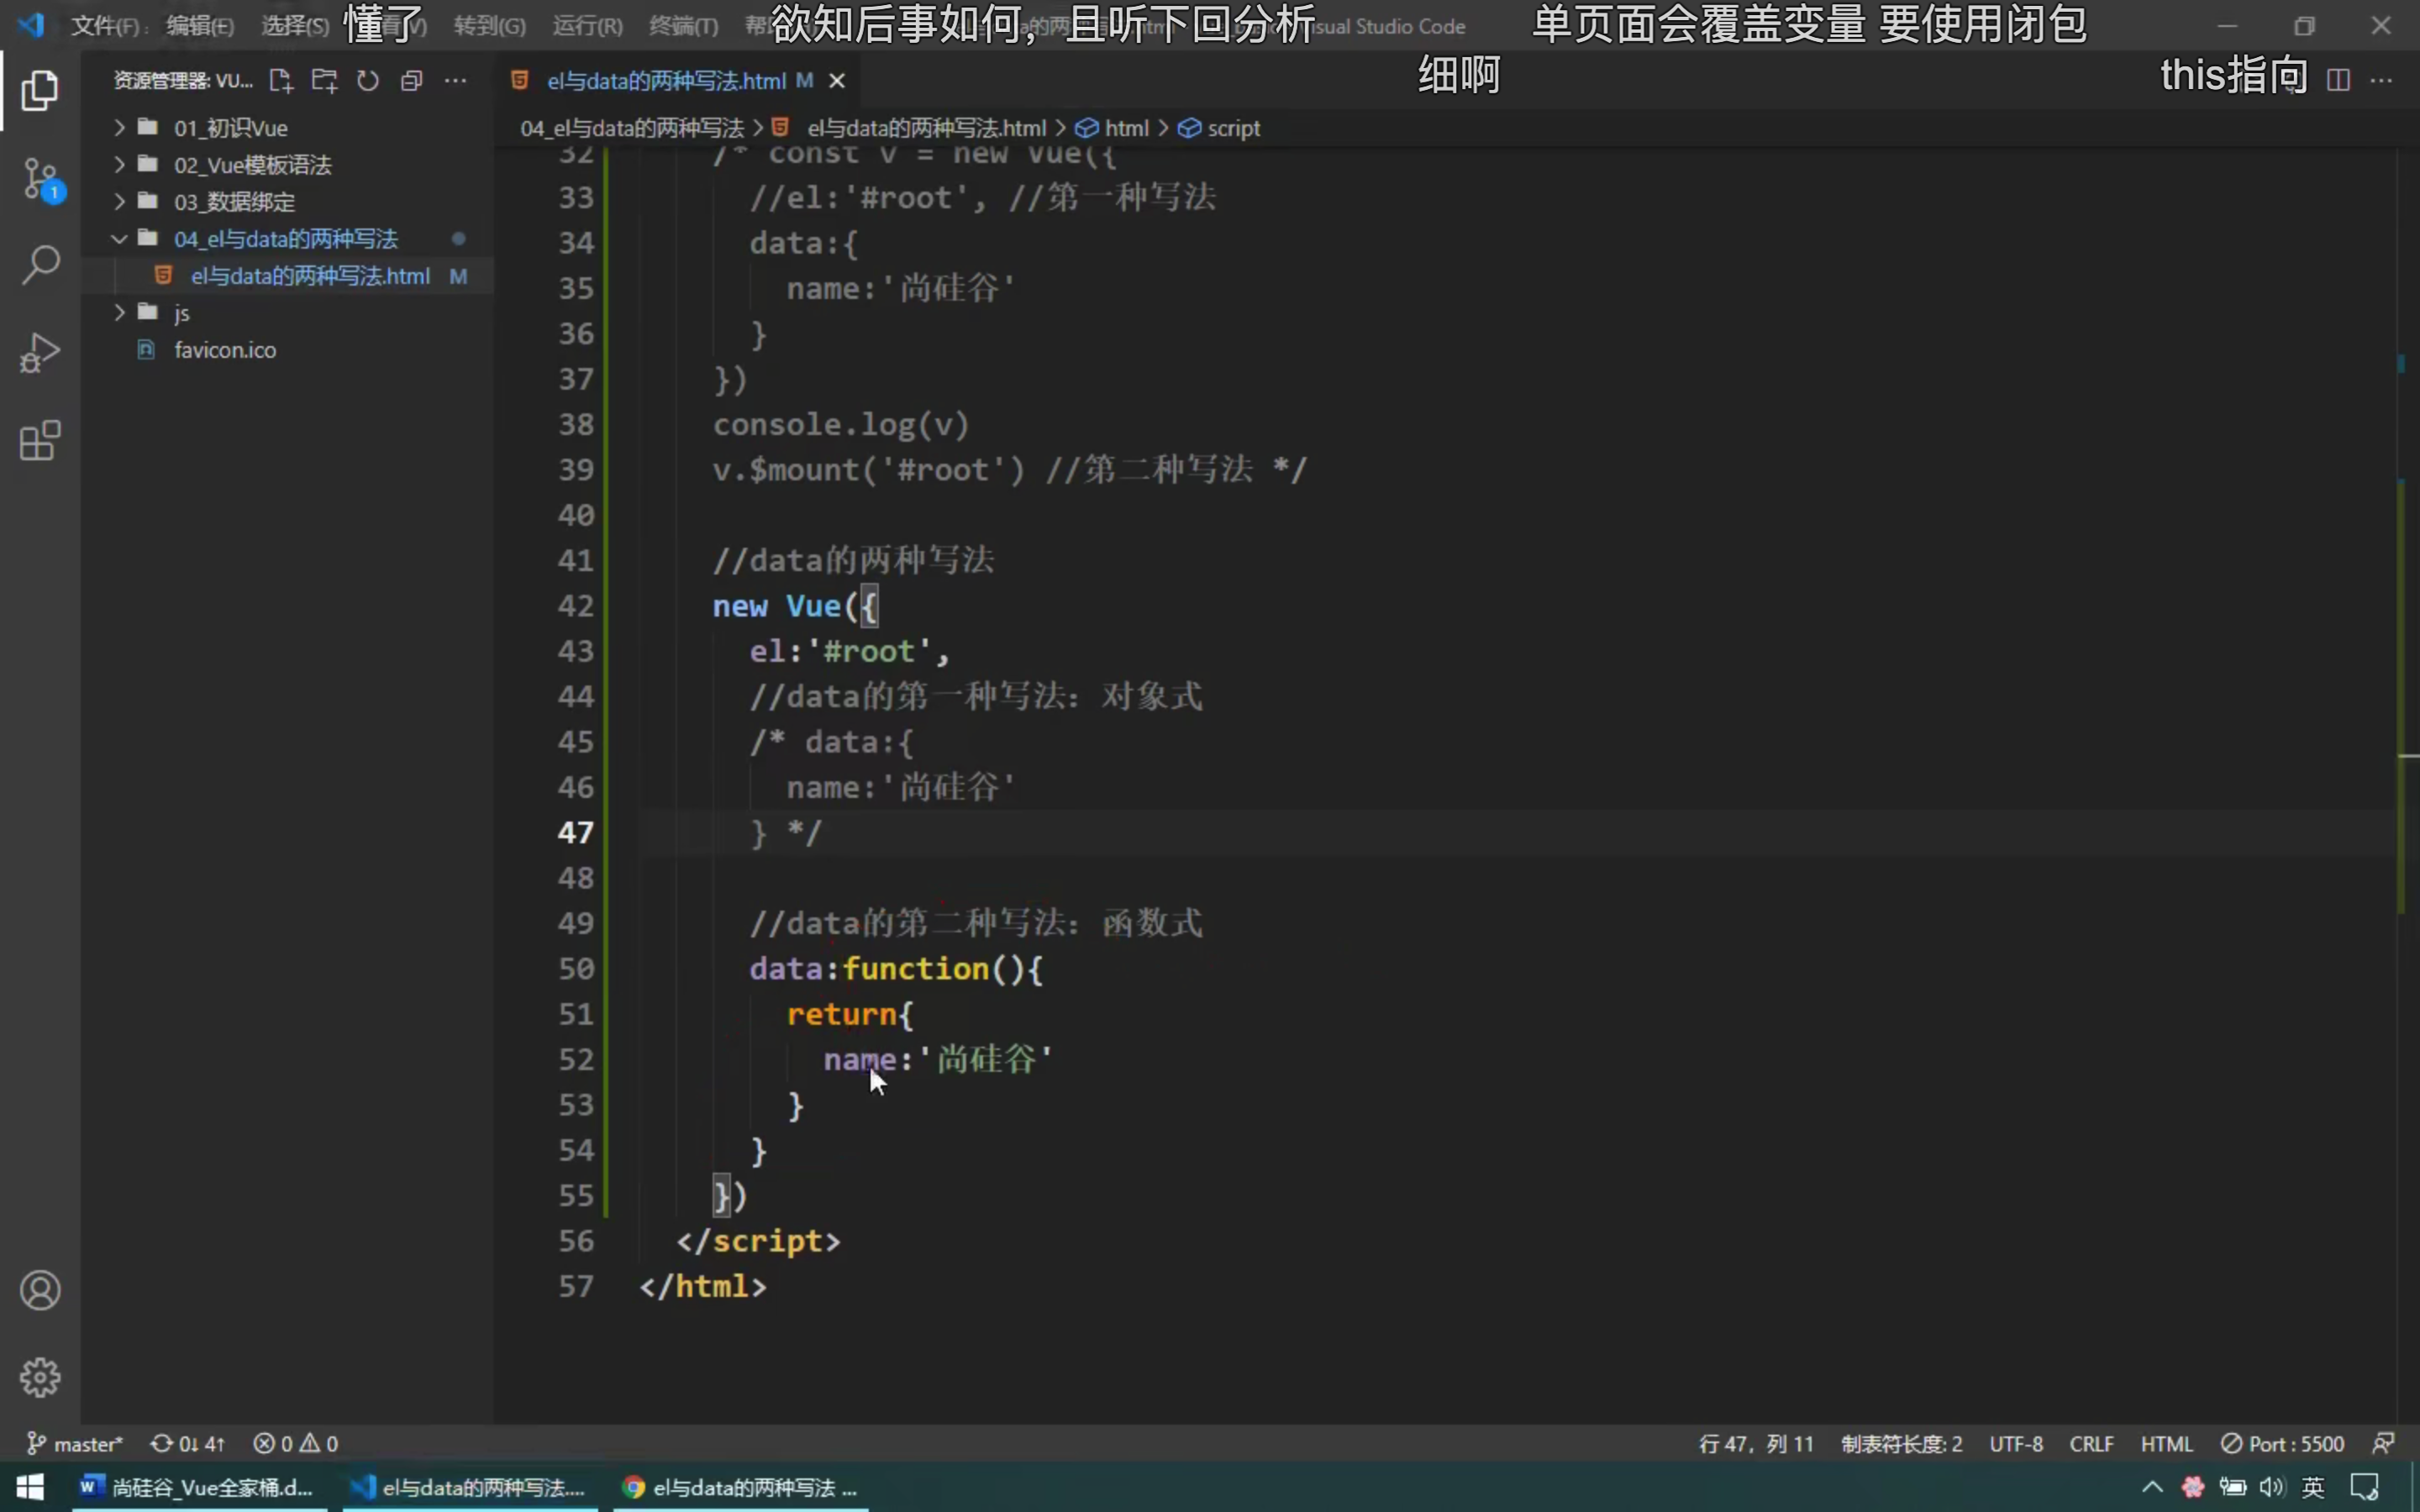 文件(F) 编辑(E) 选择(S) 懂了 转到(G) 运行(R) 终端(T) 欲知后事如何，且听下回分析 Visual Studio Code 单页面会覆盖变量 要使用闭包
细啊 this指向
资源管理器: VU...
el与data的两种写法.html M
04_el与data的两种写法 > el与data的两种写法.html > html > script
01_初识Vue
02_Vue模板语法
03_数据绑定
04_el与data的两种写法
el与data的两种写法.html M
js
favicon.ico
1
32 /* const v = new Vue({
33 //el:'#root', //第一种写法
34 data:{
35 name:'尚硅谷'
36 }
37 })
38 console.log(v)
39 v.$mount('#root') //第二种写法 */
40
41 //data的两种写法
42 new Vue({
43 el:'#root',
44 //data的第一种写法：对象式
45 /* data:{
46 name:'尚硅谷'
47 } */
48
49 //data的第二种写法：函数式
50 data:function(){
51 return{
52 name:'尚硅谷'
53 }
54 }
55 })
56 </script>
57 </html>
master* 0↓ 4↑ 0 0 行 47，列 11 制表符长度: 2 UTF-8 CRLF HTML Port : 5500
尚硅谷_Vue全家桶.d... el与data的两种写法.... el与data的两种写法 ... 英